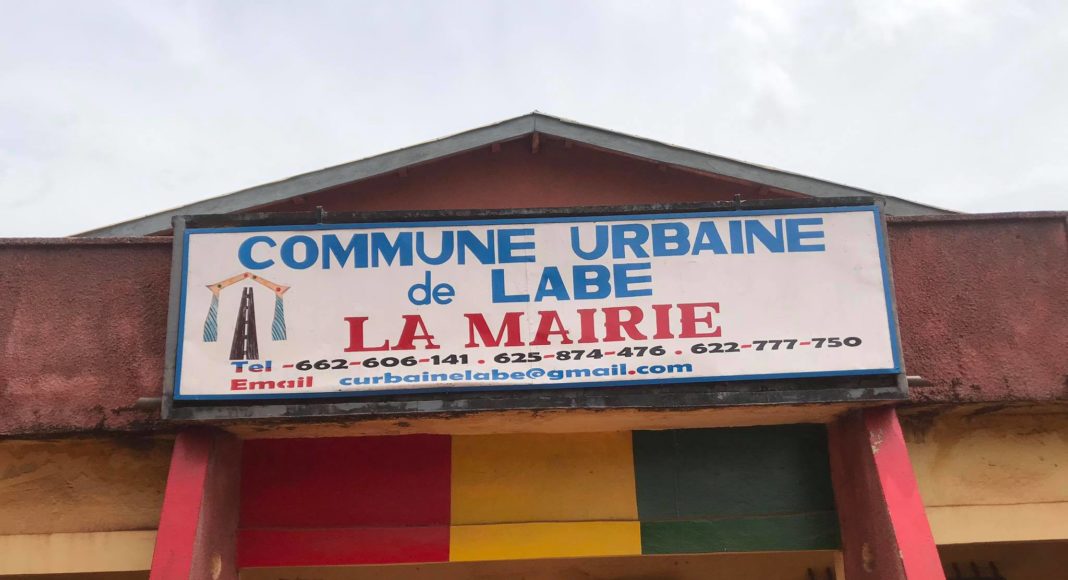 COMMUNE URBAINE
de LABE
LA MAIRIE
Tel -662-606-141 . 625-874-476 . 622-777-750
Email curbainelabe@gmail.com